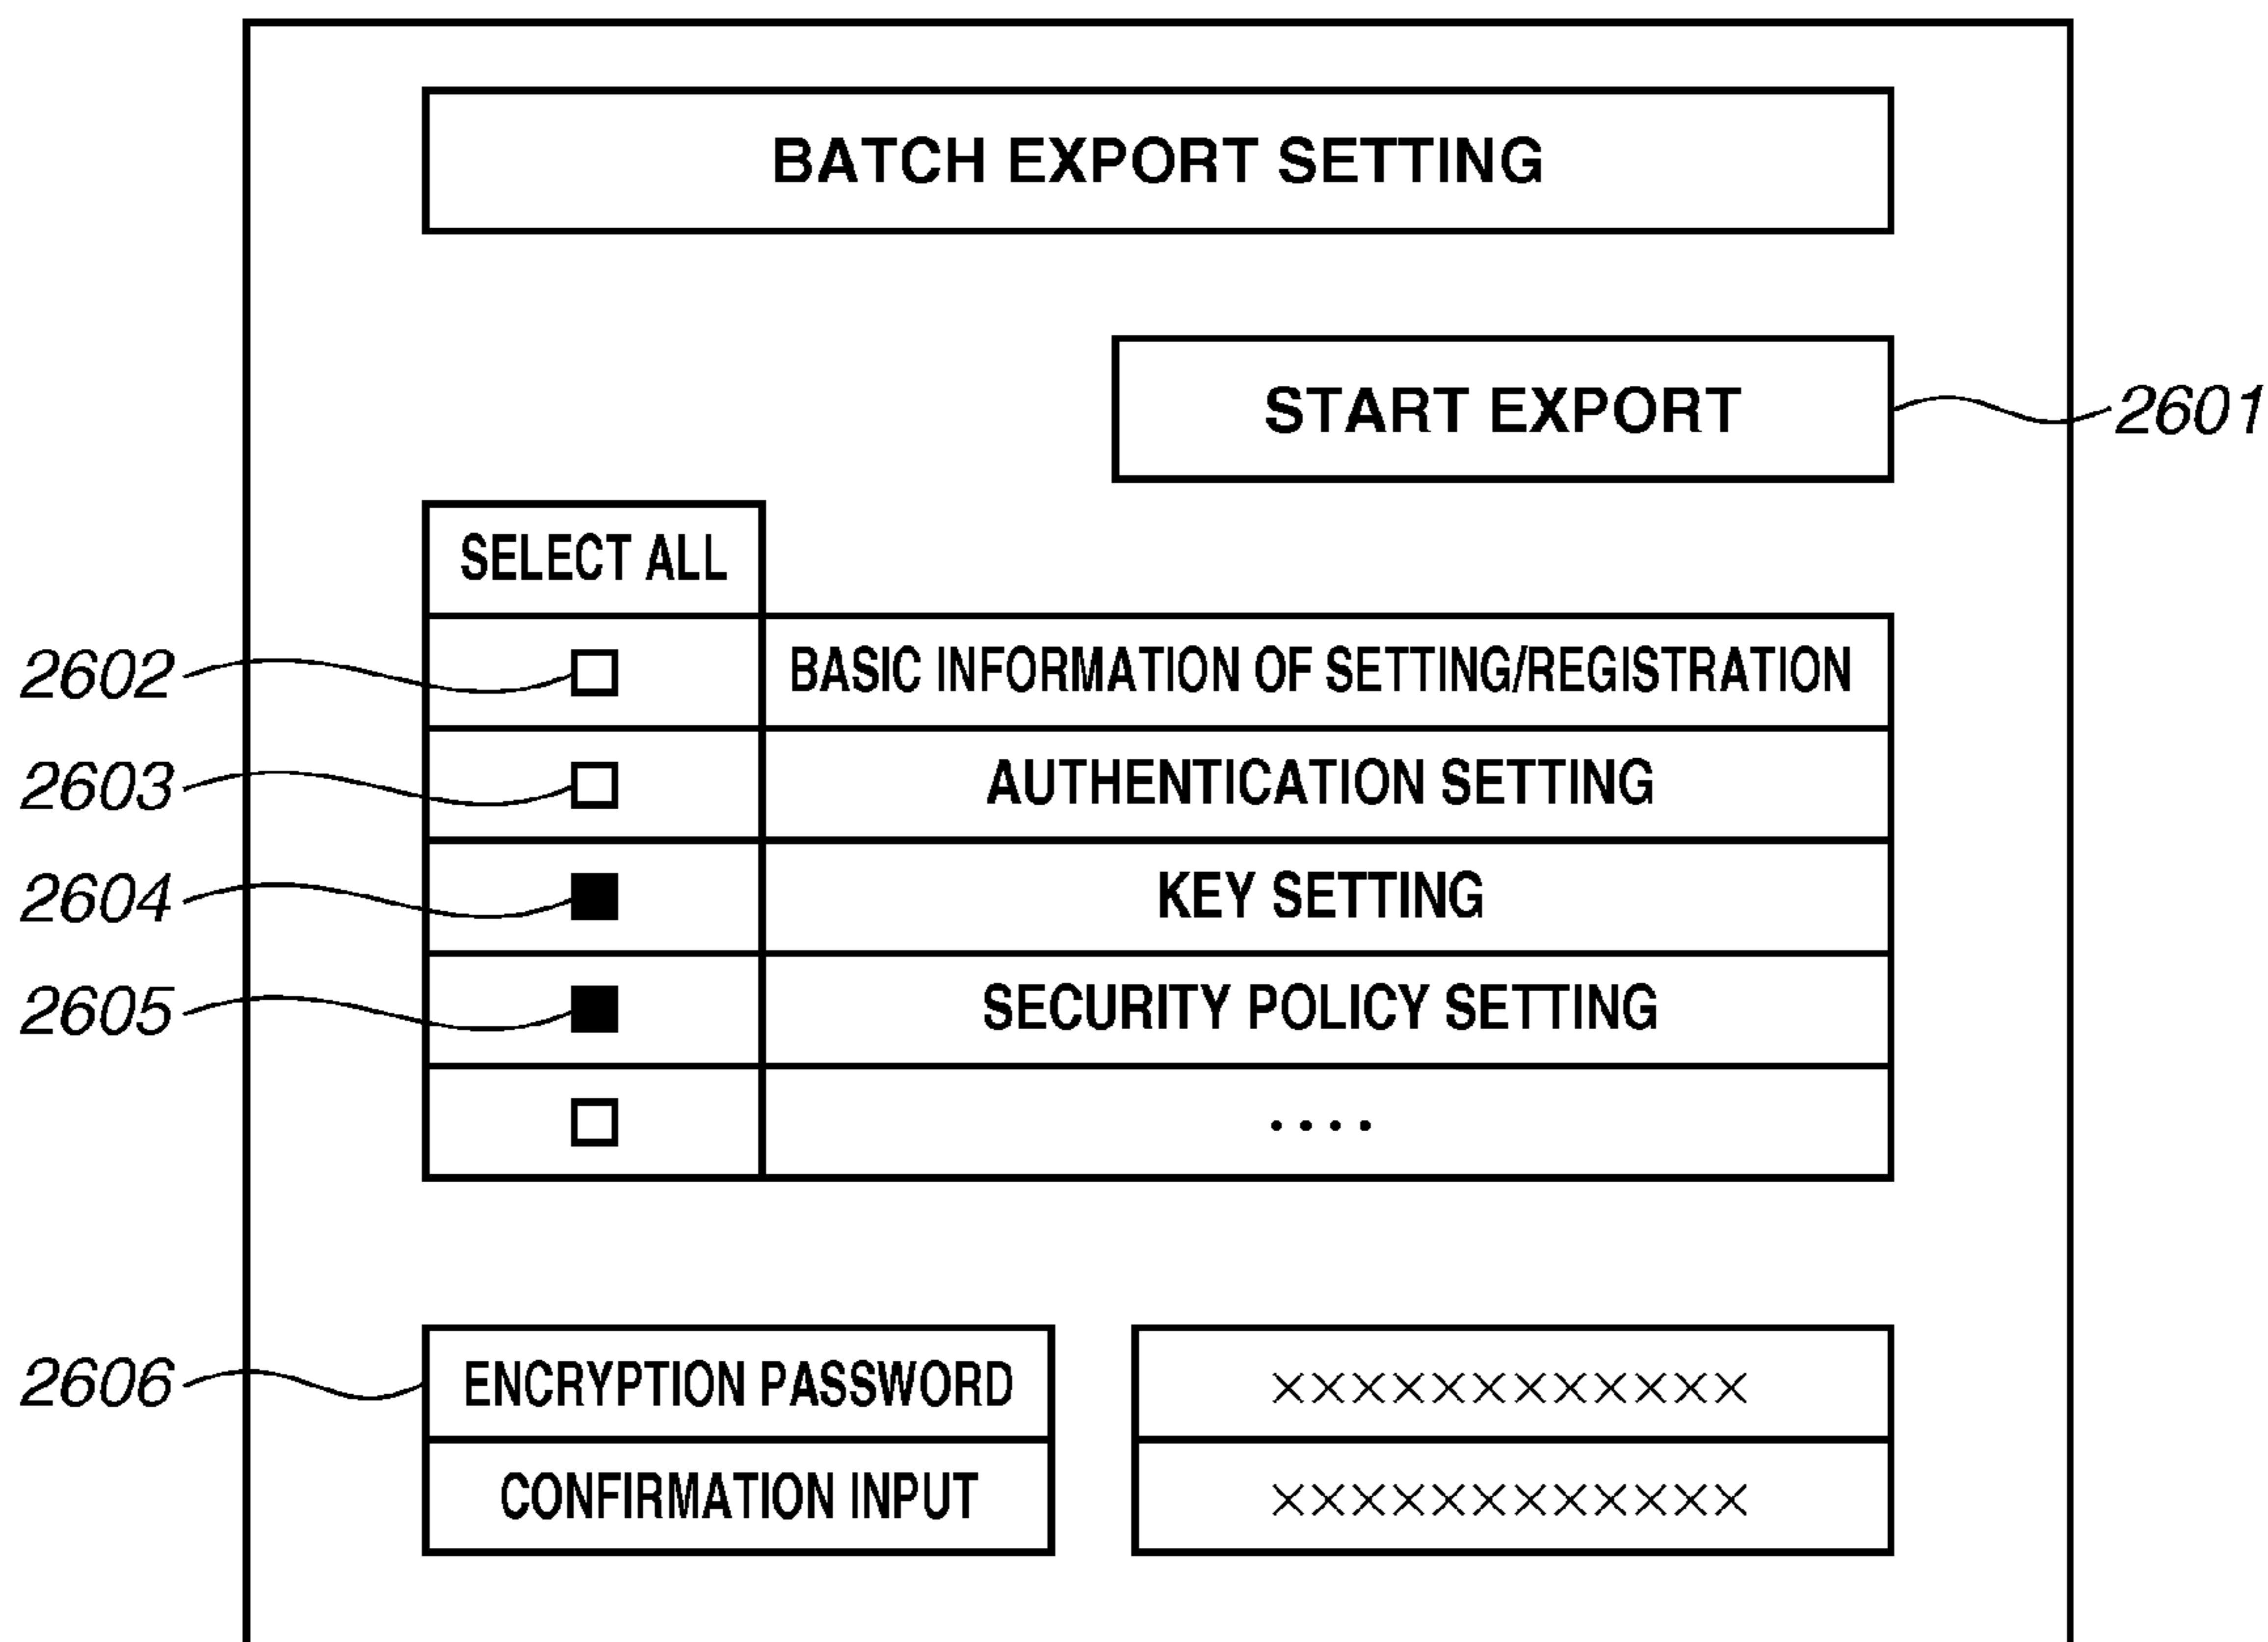 BATCH EXPORT SETTING
START EXPORT
2601
SELECT ALL
2602
BASIC INFORMATION OF SETTING/REGISTRATION
2603
AUTHENTICATION SETTING
2604
KEY SETTING
2605
SECURITY POLICY SETTING
....
2606
ENCRYPTION PASSWORD
××××××××××××
CONFIRMATION INPUT
××××××××××××